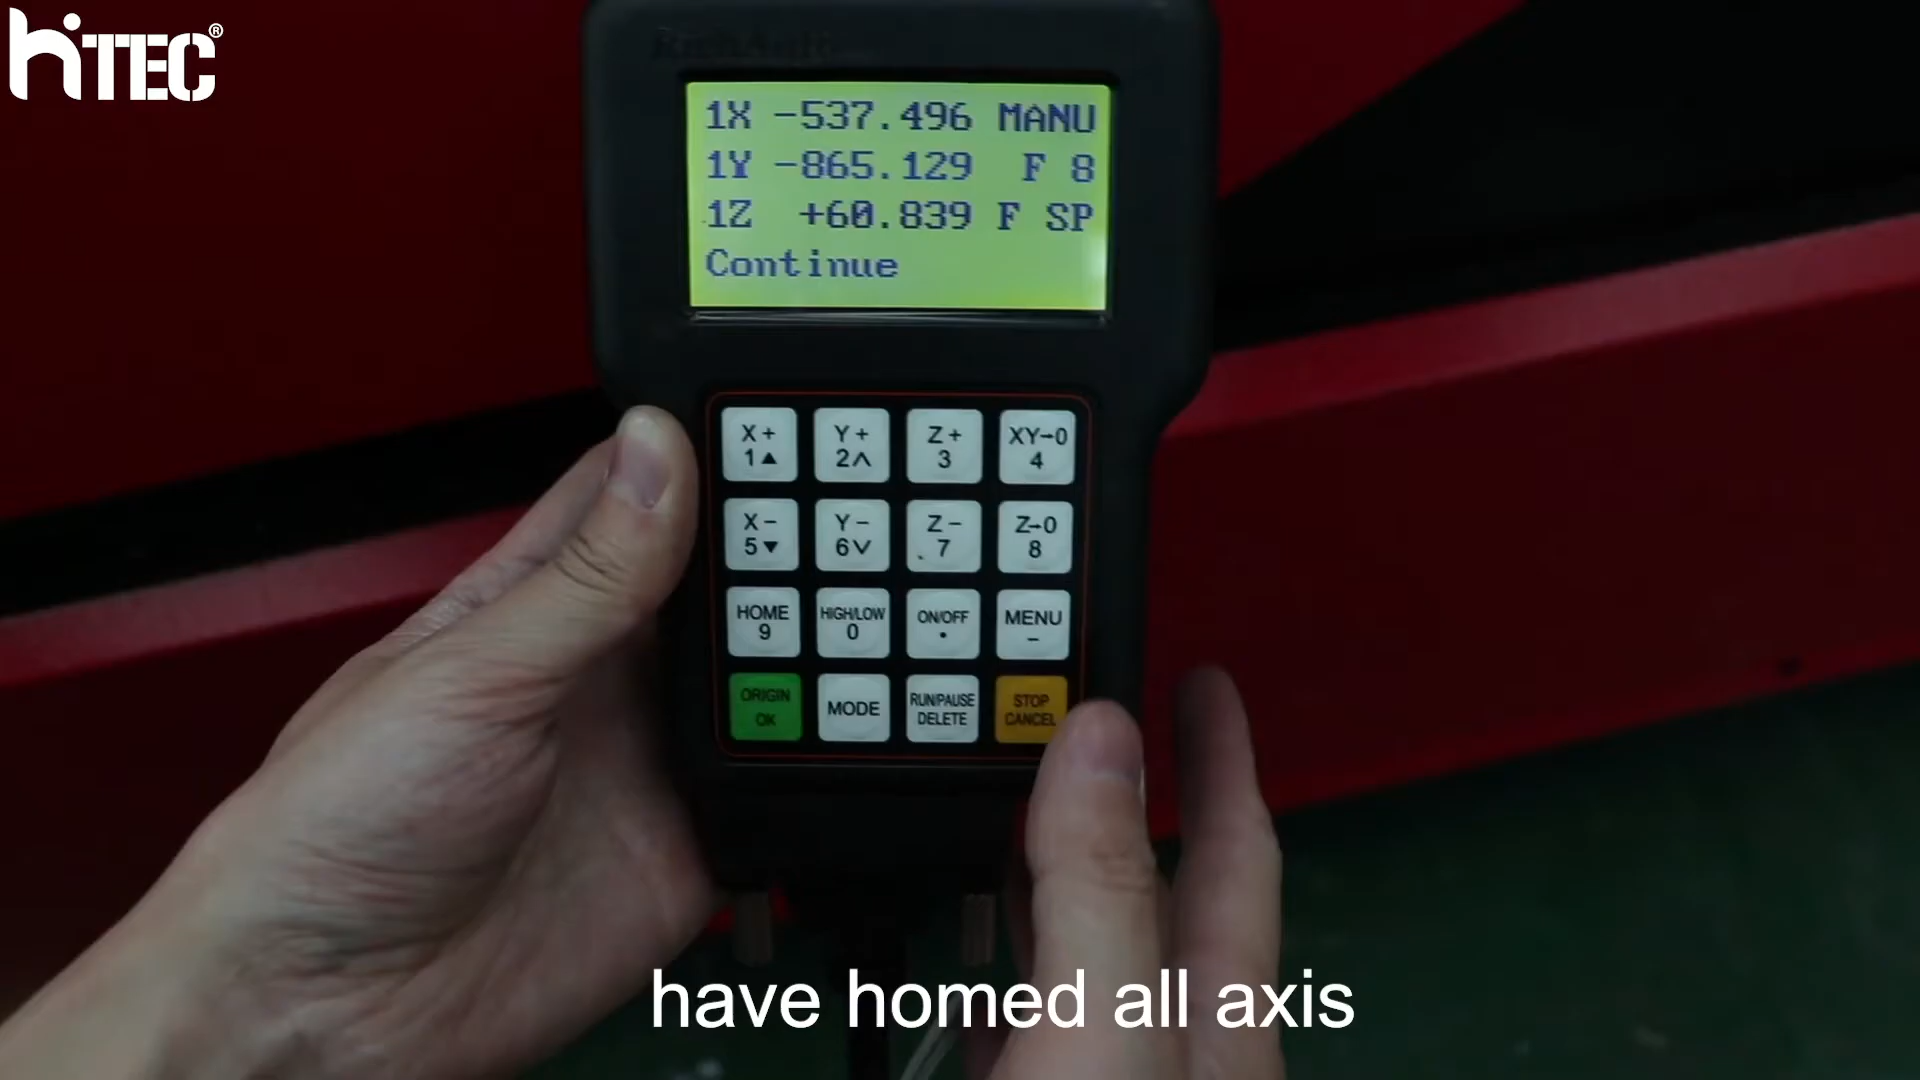 hiTEC®
1X -537.496 MANU
1Y -865.129 F 8
1Z +60.839 F SP
Continue
X+ Y+ Z+ XY→0
1▲ 2∧ 3 4
X- Y- Z- Z→0
5▼ 6∨ 7 8
HOME HIGH/LOW ON/OFF MENU
9 0 • -
ORIGIN OK
MODE
RUN/PAUSE DELETE
STOP CANCEL
have homed all axis